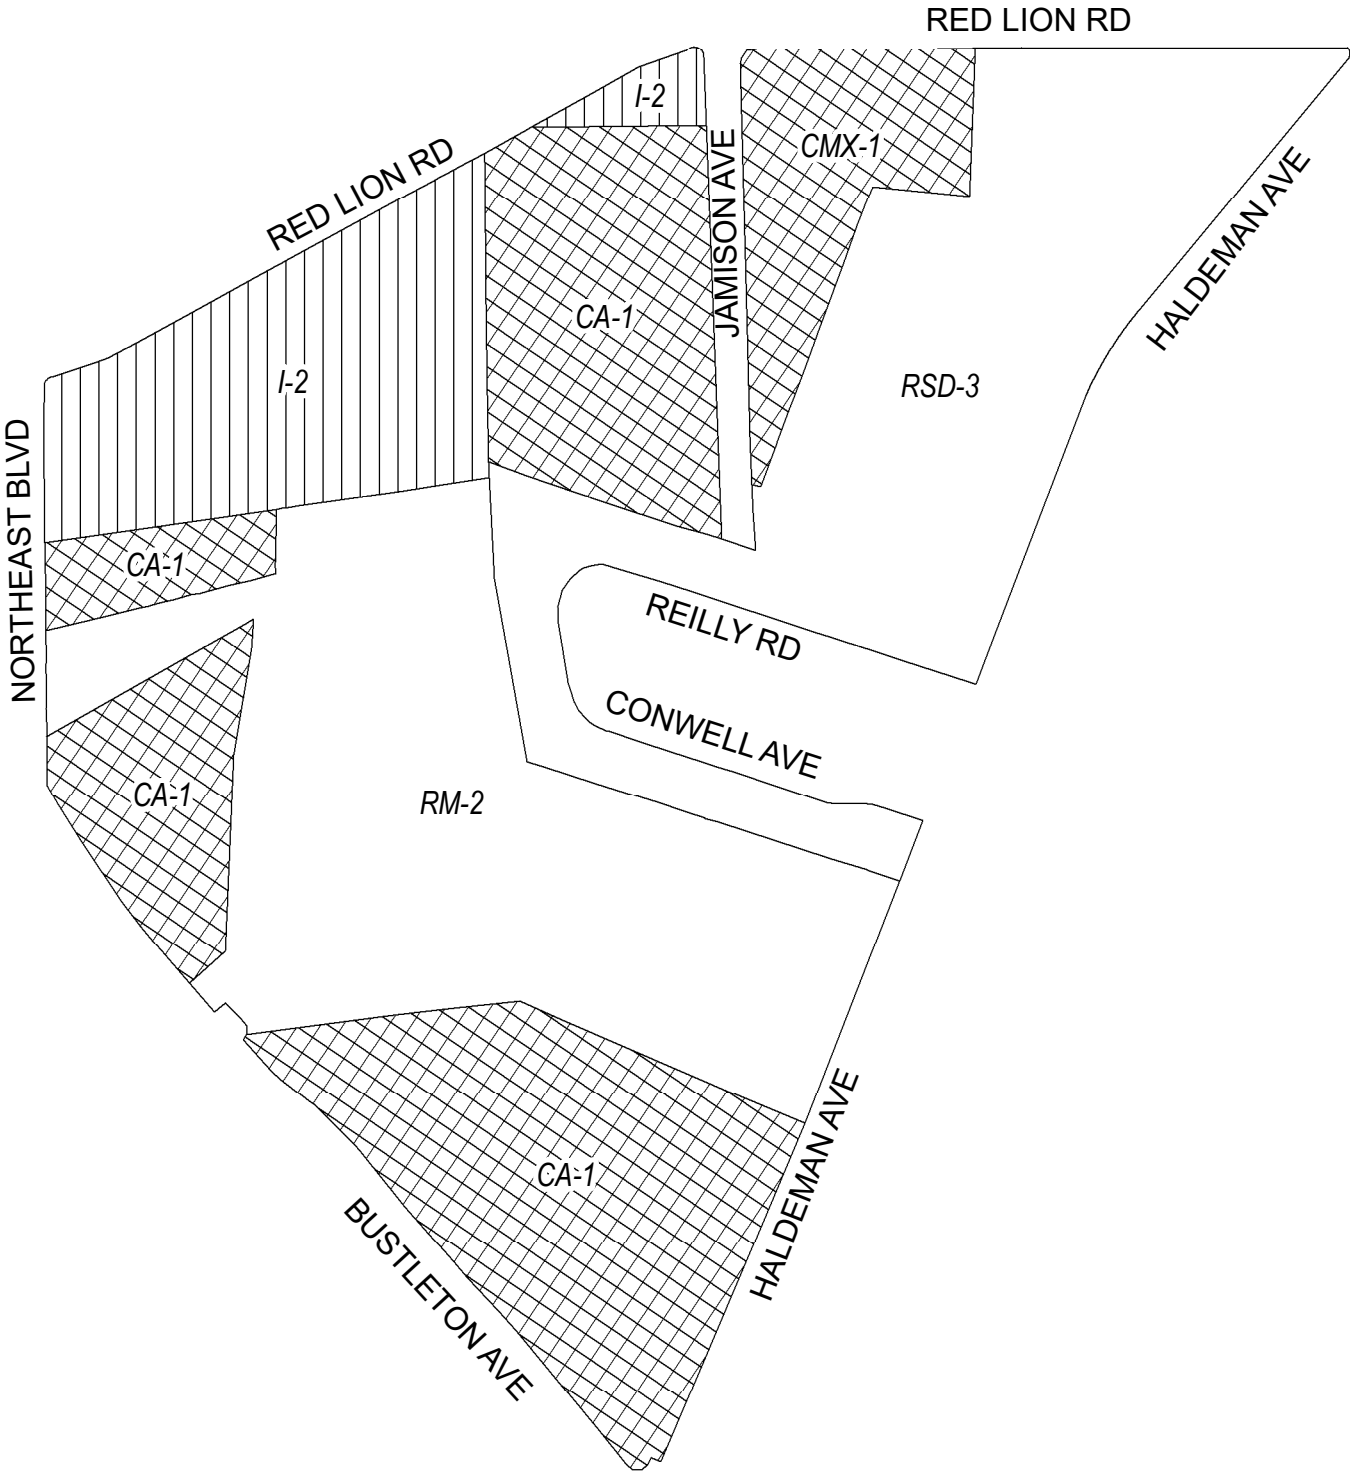 RED LION RD
I-2
CMX-1
RED LION RD
JAMISON AVE
HALDEMAN AVE
CA-1
I-2
RSD-3
NORTHEAST BLVD
CA-1
REILLY RD
CONWELL AVE
CA-1
RM-2
CA-1
HALDEMAN AVE
BUSTLETON AVE